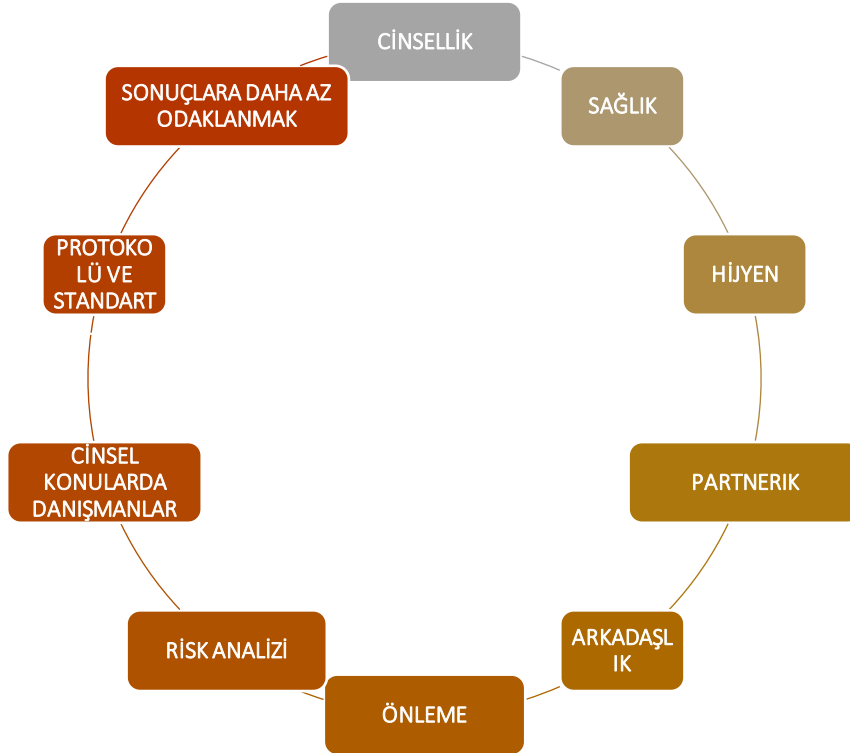 CİNSELLİK
SAĞLIK
HİJYEN
PARTNERIK
ARKADAŞL
IK
ÖNLEME
RİSK ANALİZİ
CİNSEL
KONULARDA
DANIŞMANLAR
PROTOKO
LÜ VE
STANDART
SONUÇLARA DAHA AZ
ODAKLANMAK